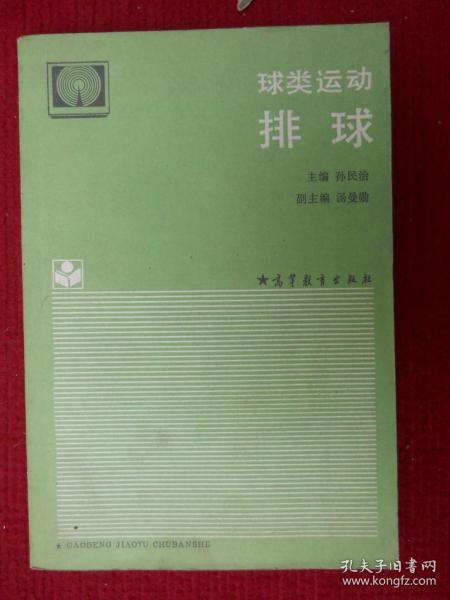 球类运动
排球
主编 孙民治
副主编 汤曼勋
★高等教育出版社
★ GAODENG JIAOYU CHUBANSHE
孔夫子旧书网
www.kongfz.com